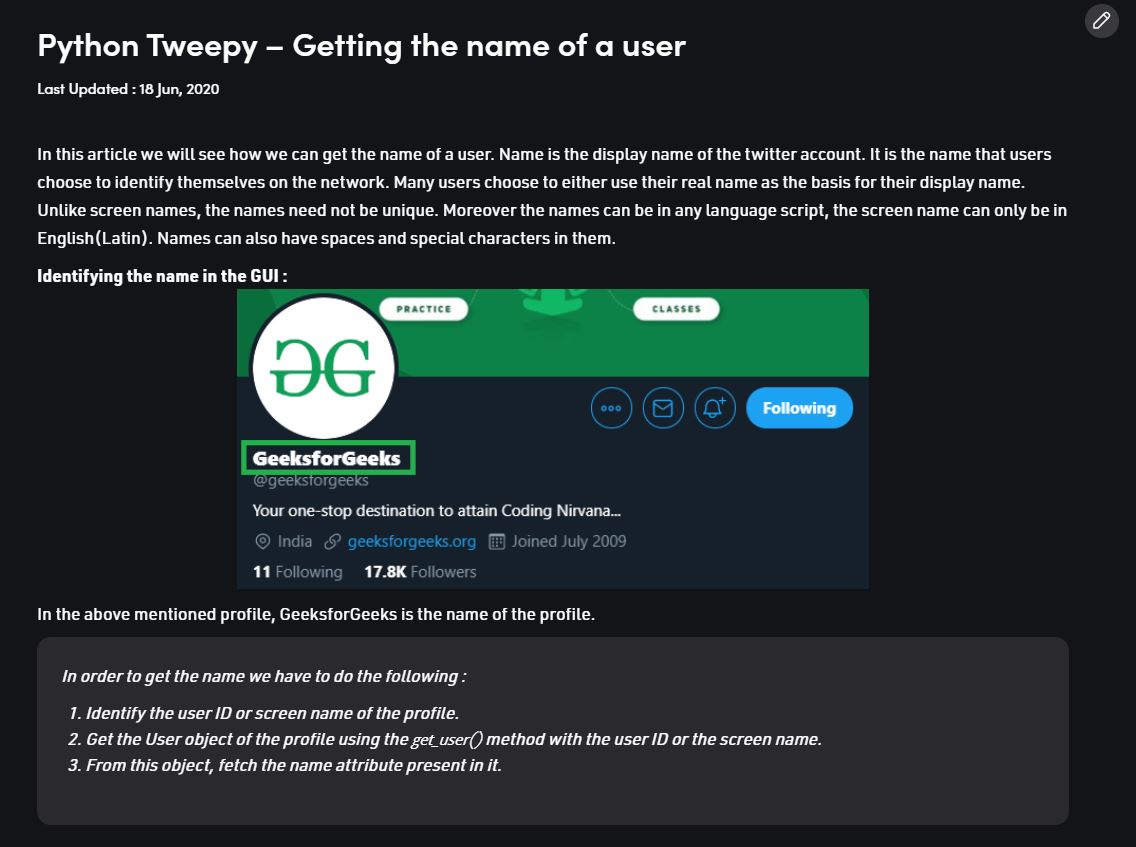 Python Tweepy – Getting the name of a user
Last Updated : 18 Jun, 2020
In this article we will see how we can get the name of a user. Name is the display name of the twitter account. It is the name that users
choose to identify themselves on the network. Many users choose to either use their real name as the basis for their display name.
Unlike screen names, the names need not be unique. Moreover the names can be in any language script, the screen name can only be in
English(Latin). Names can also have spaces and special characters in them.
Identifying the name in the GUI :
PRACTICE
CLASSES
Following
GeeksforGeeks
@geeksforgeeks
Your one-stop destination to attain Coding Nirvana...
India geeksforgeeks.org Joined July 2009
11 Following 17.8K Followers
In the above mentioned profile, GeeksforGeeks is the name of the profile.
In order to get the name we have to do the following :
1. Identify the user ID or screen name of the profile.
2. Get the User object of the profile using the get_user() method with the user ID or the screen name.
3. From this object, fetch the name attribute present in it.